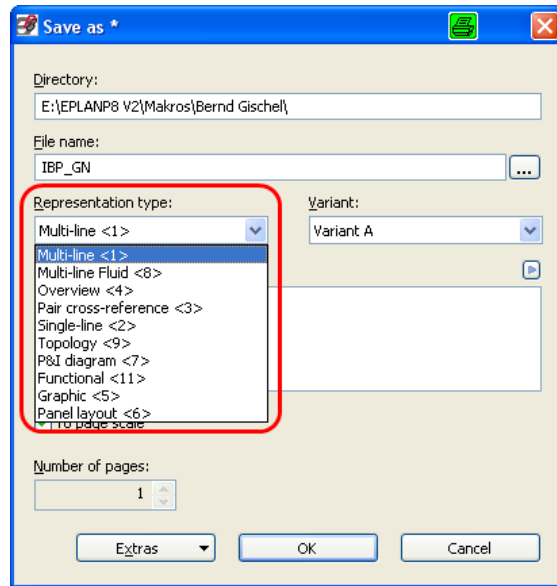 Save as *
Directory:
E:\EPLANP8 V2\Makros\Bernd Gischel\
File name:
IBP_GN
...
Representation type:
Variant:
Multi-line <1>
Variant A
Multi-line <1>
Multi-line Fluid <8>
Overview <4>
Pair cross-reference <3>
Single-line <2>
Topology <9>
P&I diagram <7>
Functional <11>
Graphic <5>
Panel layout <6>
To page scale
Number of pages:
1
Extras
OK
Cancel